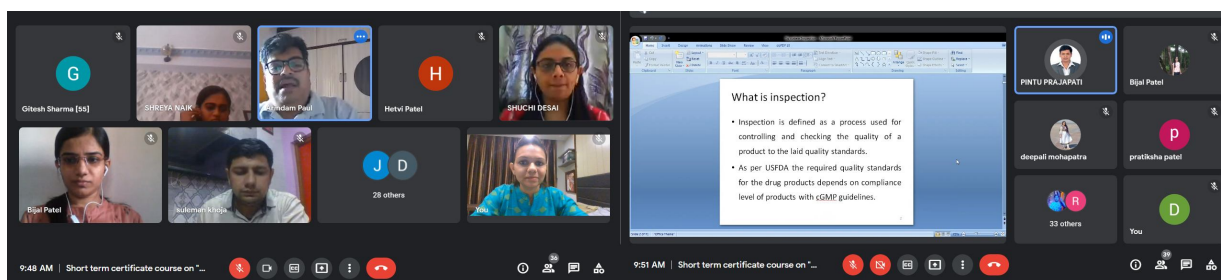 G
Gitesh Sharma [55]
SHREYA NAIK
Arindam Paul
H
Hetvi Patel
SHUCHI DESAI
Bijal Patel
suleman khoja
J D
28 others
You
9:48 AM | Short term certificate course on "...
36
What is inspection?
• Inspection is defined as a process used for
controlling and checking the quality of a
product to the laid quality standards.
• As per USFDA the required quality standards
for the drug products depends on compliance
level of products with cGMP guidelines.
PINTU PRAJAPATI
Bijal Patel
deepali mohapatra
p
pratiksha patel
R
33 others
D
You
9:51 AM | Short term certificate course on "...
39